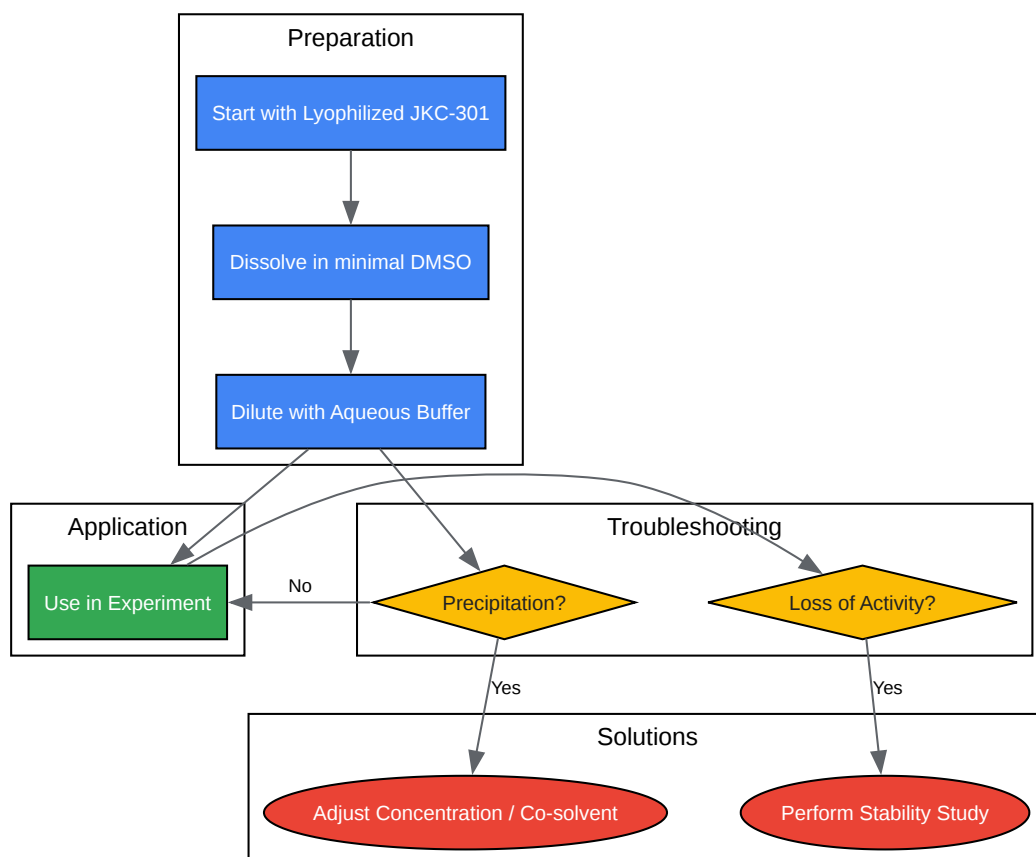 Preparation
Start with Lyophilized JKC-301
Dissolve in minimal DMSO
Dilute with Aqueous Buffer
Application
Troubleshooting
Use in Experiment
No
Precipitation?
Loss of Activity?
Yes
Yes
Solutions
Adjust Concentration / Co-solvent
Perform Stability Study